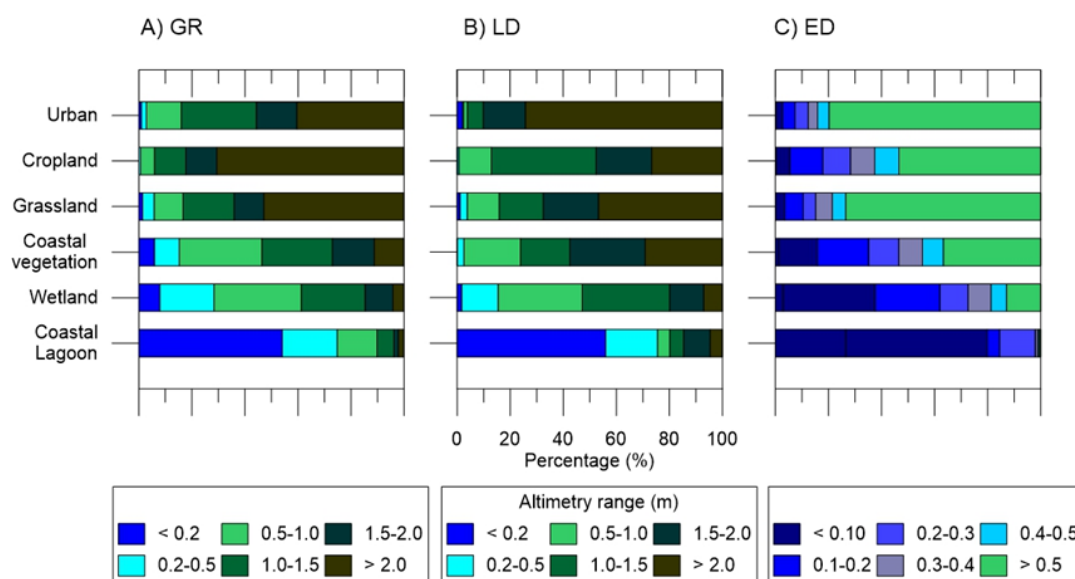 A) GR
B) LD
C) ED
Urban
Cropland
Grassland
Coastal
vegetation
Wetland
Coastal
Lagoon
0 20 40 60 80 100
Percentage (%)
< 0.2 0.5-1.0 1.5-2.0
0.2-0.5 1.0-1.5 > 2.0
Altimetry range (m)
< 0.2 0.5-1.0 1.5-2.0
0.2-0.5 1.0-1.5 > 2.0
< 0.10 0.2-0.3 0.4-0.5
0.1-0.2 0.3-0.4 > 0.5